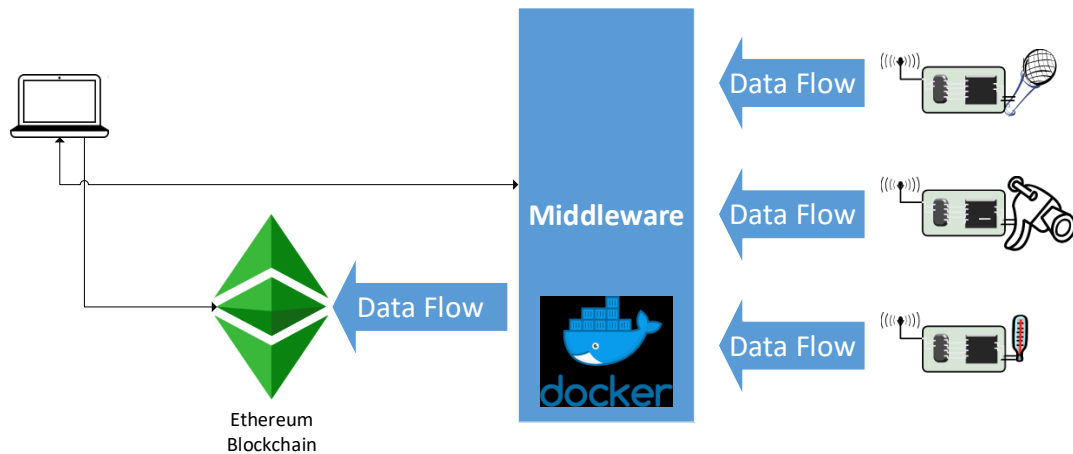 Data Flow
Data Flow
Middleware
Data Flow
Data Flow
docker
Ethereum
Blockchain